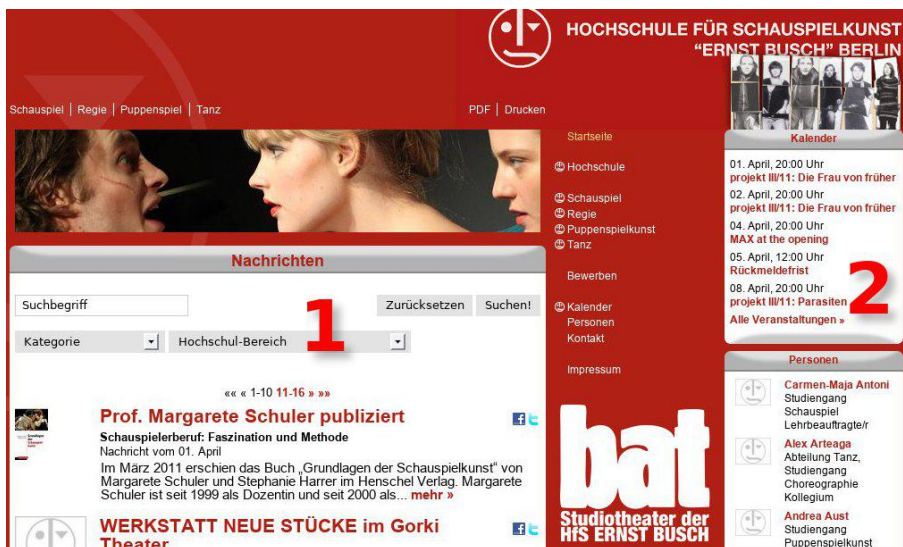 HOCHSCHULE FÜR SCHAUSPIELKUNST
"ERNST BUSCH" BERLIN
Schauspiel | Regie | Puppenspiel | Tanz
PDF | Drucken
Nachrichten
Suchbegriff
Zurücksetzen
Suchen!
1
Kategorie
Hochschul-Bereich
«« « 1-10 11-16 » »»
Prof. Margarete Schuler publiziert
Schauspielerberuf: Faszination und Methode
Nachricht vom 01. April
Im März 2011 erschien das Buch „Grundlagen der Schauspielkunst" von
Margarete Schuler und Stephanie Harrer im Henschel Verlag. Margarete
Schuler ist seit 1999 als Dozentin und seit 2000 als... mehr »
WERKSTATT NEUE STÜCKE im Gorki
Theater
Startseite
Hochschule
Schauspiel
Regie
Puppenspielkunst
Tanz
Bewerben
Kalender
Personen
Kontakt
Impressum
bat
Studiotheater der
HfS ERNST BUSCH
Kalender
01. April, 20:00 Uhr
projekt III/11: Die Frau von früher
02. April, 20:00 Uhr
projekt III/11: Die Frau von früher
04. April, 20:00 Uhr
MAX at the opening
05. April, 12:00 Uhr
Rückmeldefrist
08. April, 20:00 Uhr
projekt III/11: Parasiten
Alle Veranstaltungen »
2
Personen
Carmen-Maja Antoni
Studiengang
Schauspiel
Lehrbeauftragte/r
Alex Arteaga
Abteilung Tanz,
Studiengang
Choreographie
Kollegium
Andrea Aust
Studiengang
Puppenspielkunst